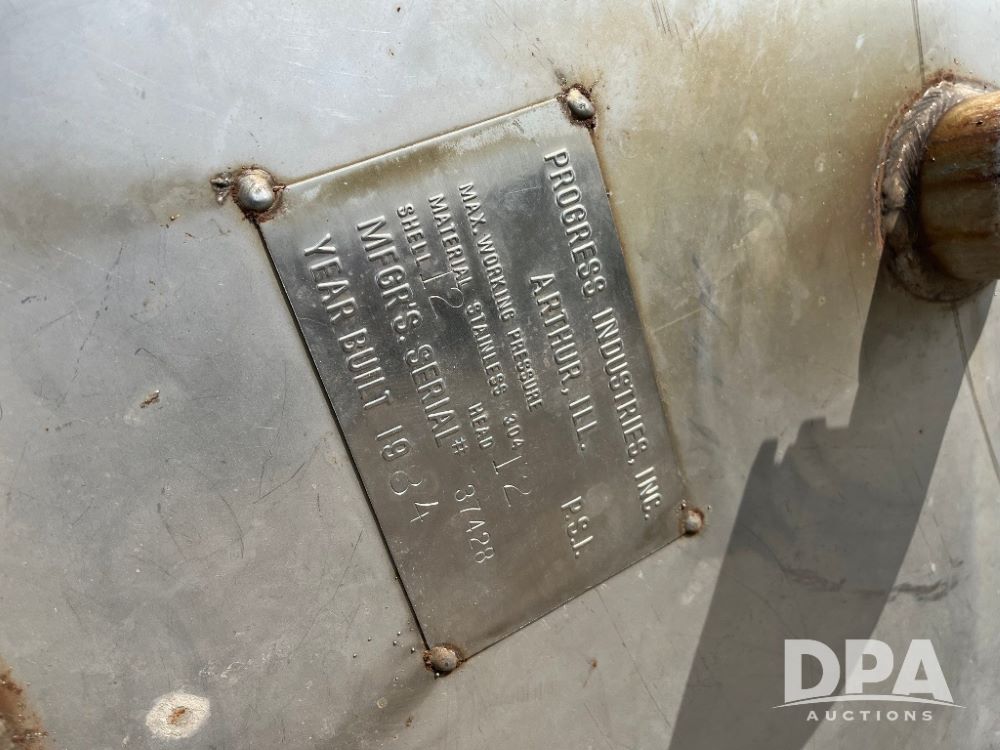 PROGRESS INDUSTRIES, INC.
ARTHUR, ILL.
MAX. WORKING PRESSURE P.S.I.
MATERIAL STAINLESS 304
SHELL 12 HEAD 12
MFGR'S. SERIAL # 37428
YEAR BUILT 1984
DPA
AUCTIONS